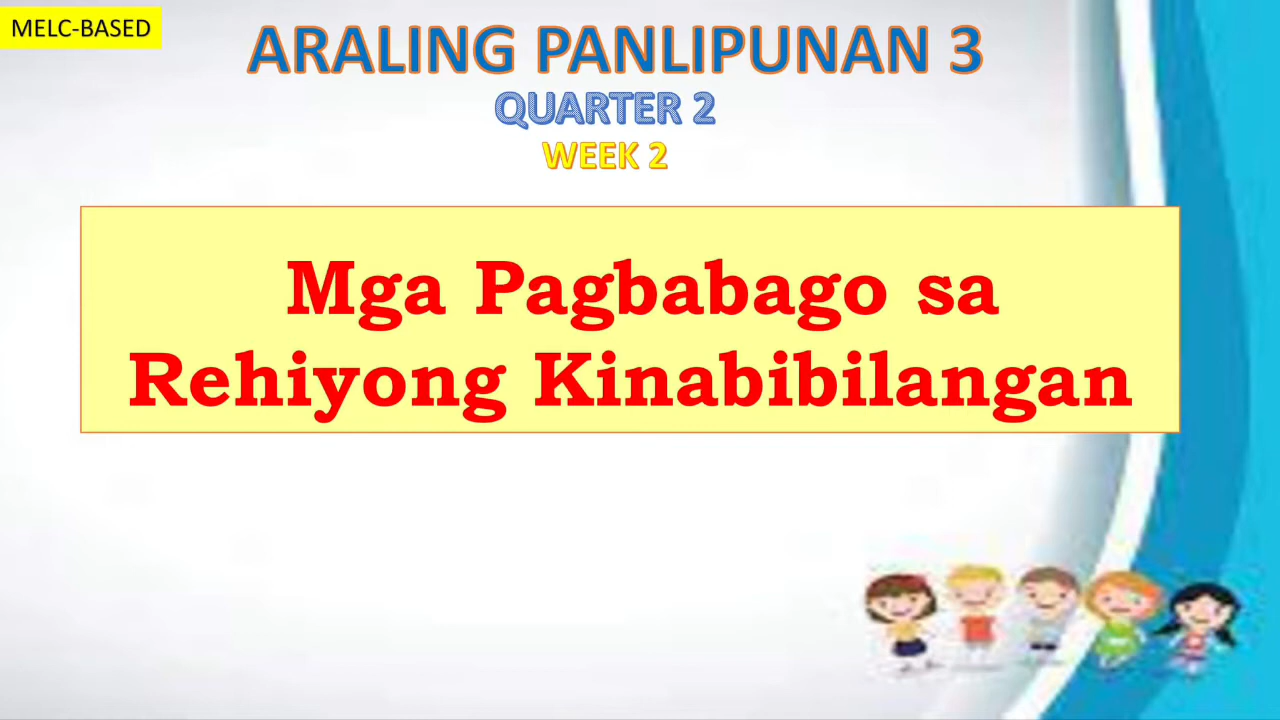 MELC-BASED
ARALING PANLIPUNAN 3
QUARTER 2
WEEK 2
Mga Pagbabago sa
Rehiyong Kinabibilangan